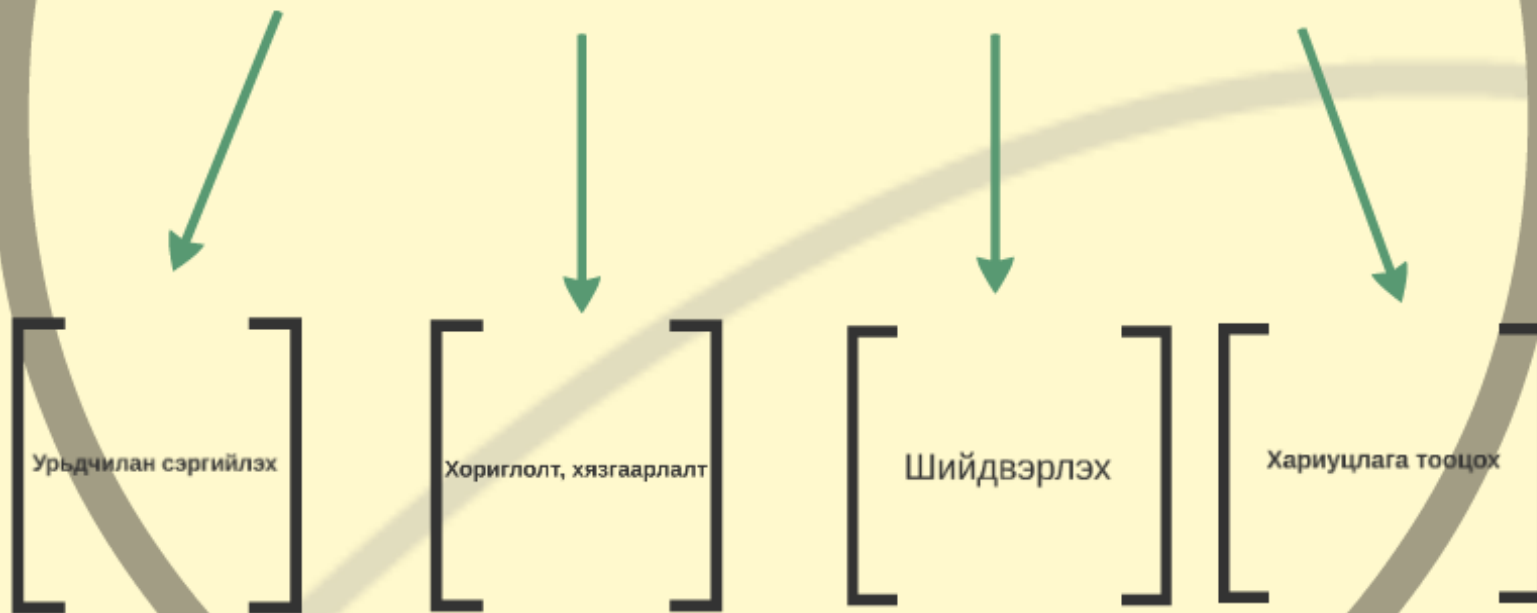 Урьдчилан сэргийлэх
Хориглолт, хязгаарлалт
Шийдвэрлэх
Хариуцлага тооцох